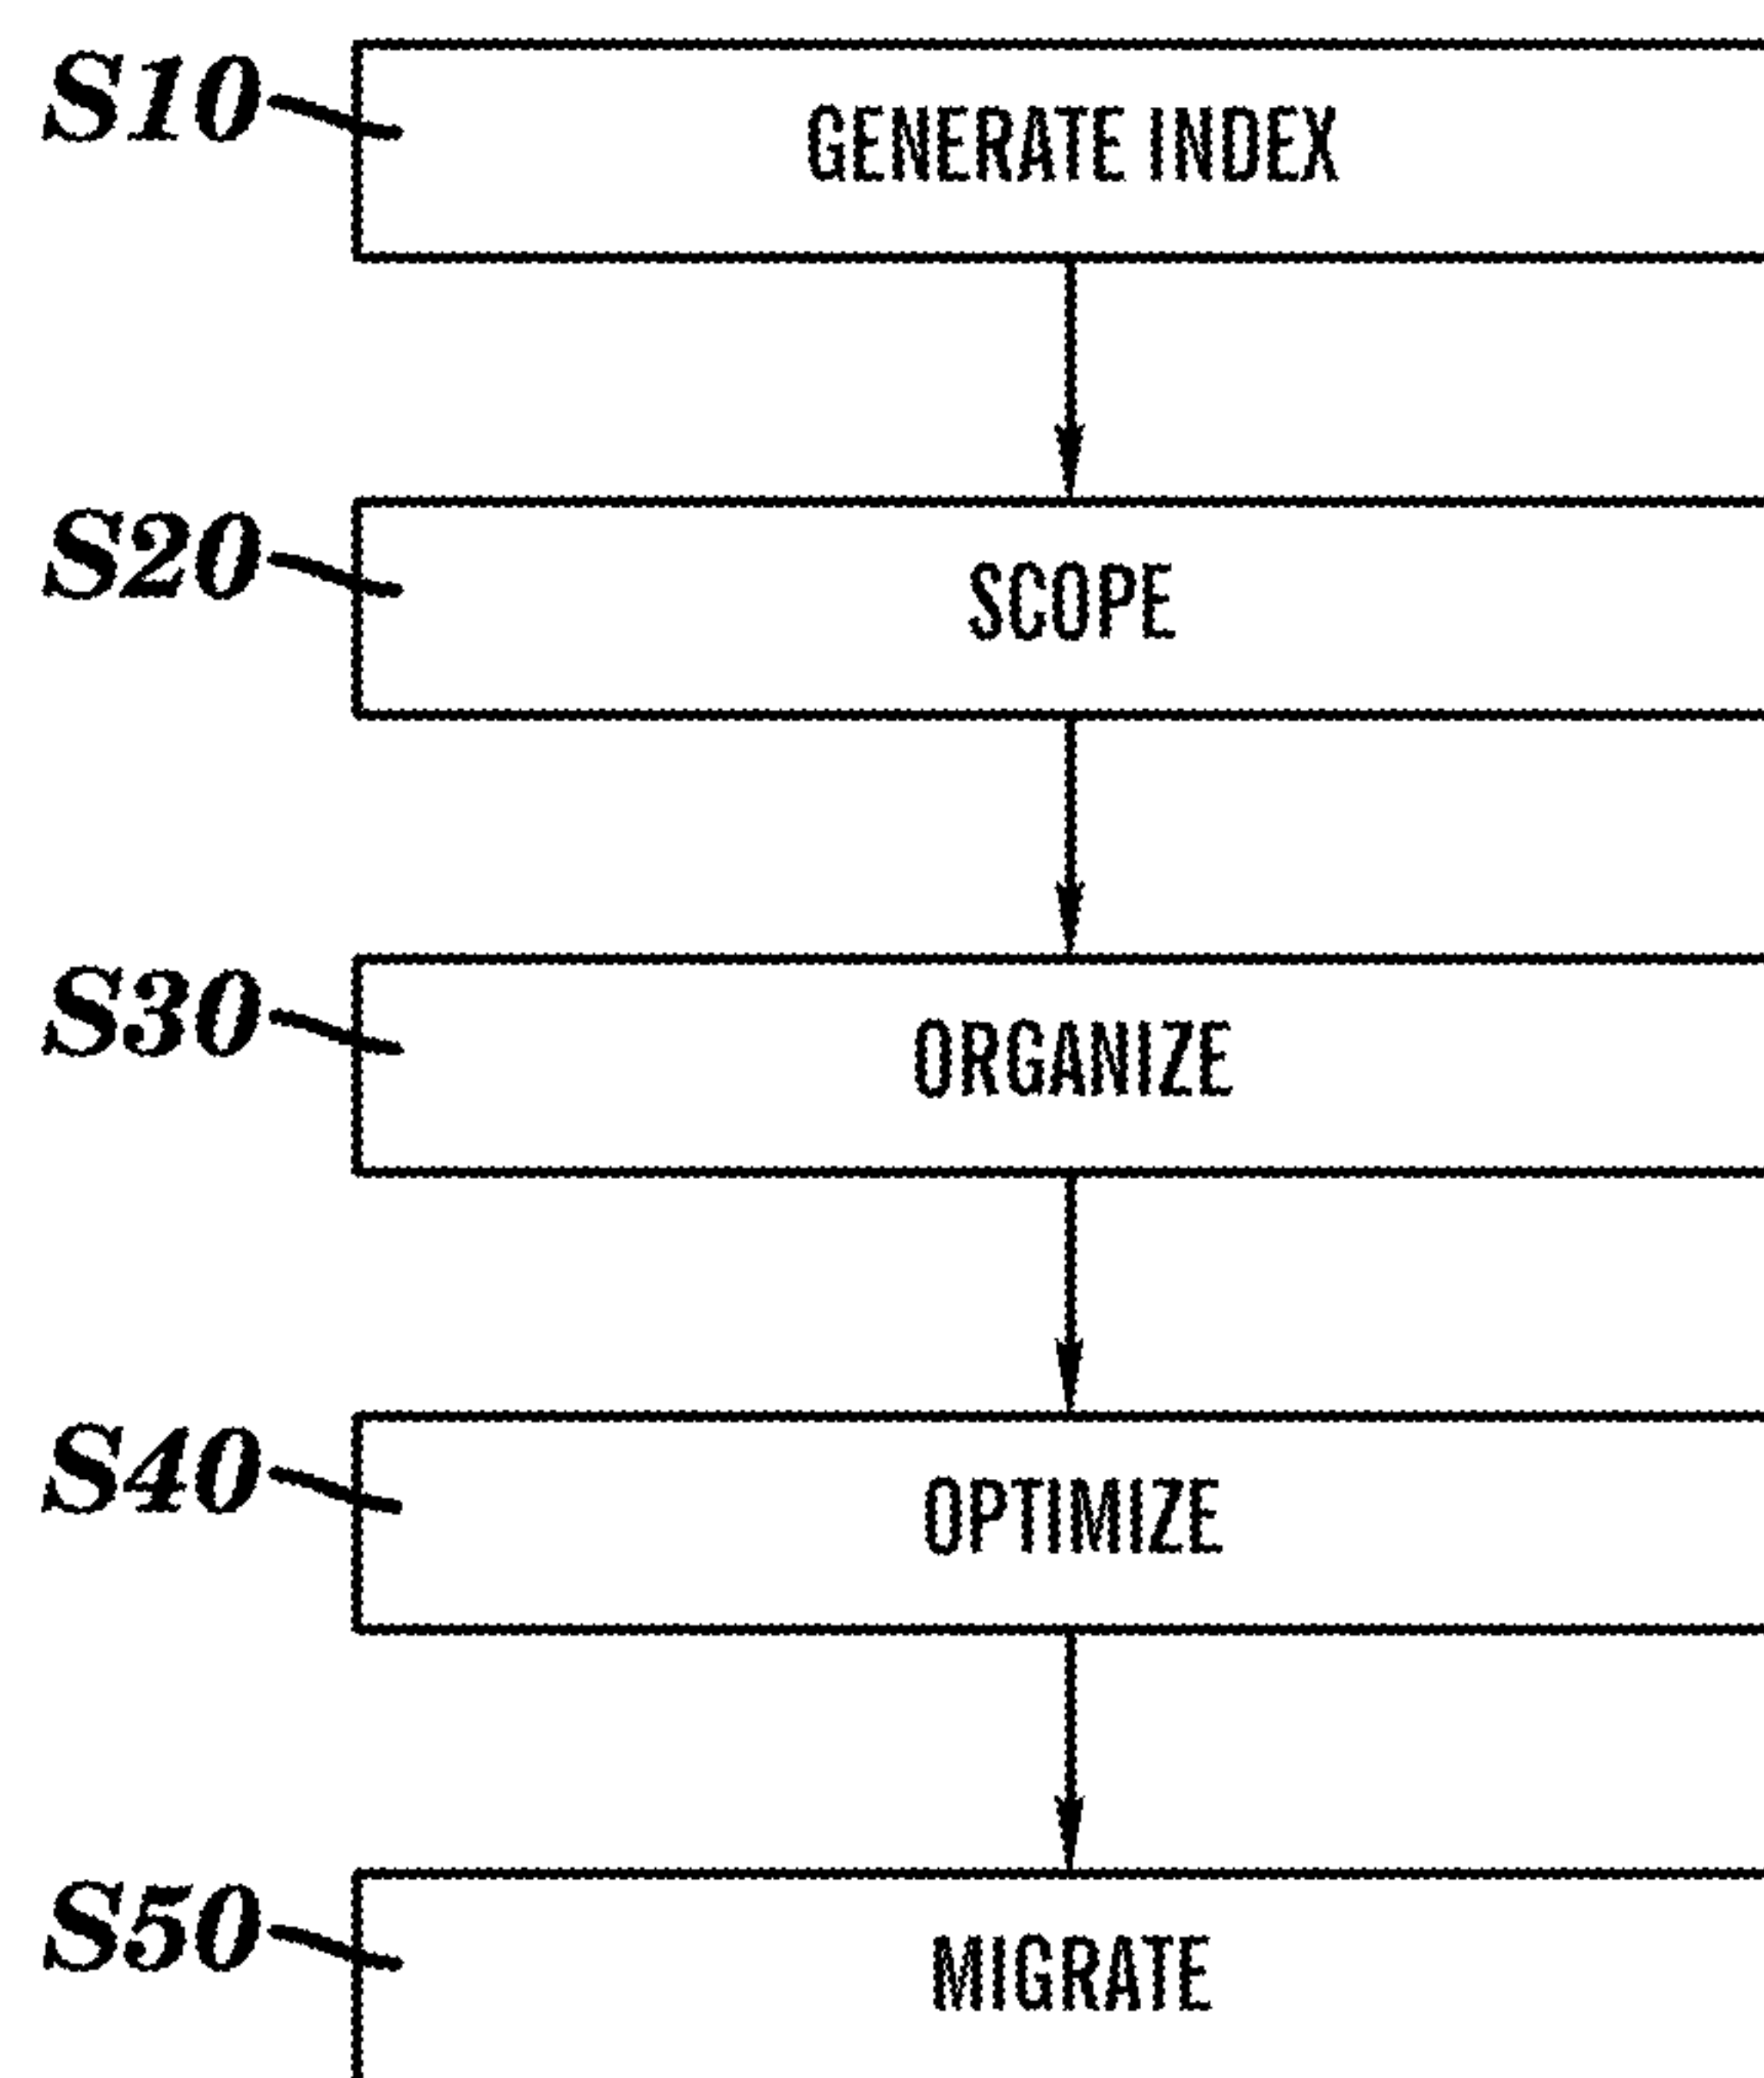 S10 GENERATE INDEX
S20 SCOPE
S30 ORGANIZE
S40 OPTIMIZE
S50 MIGRATE